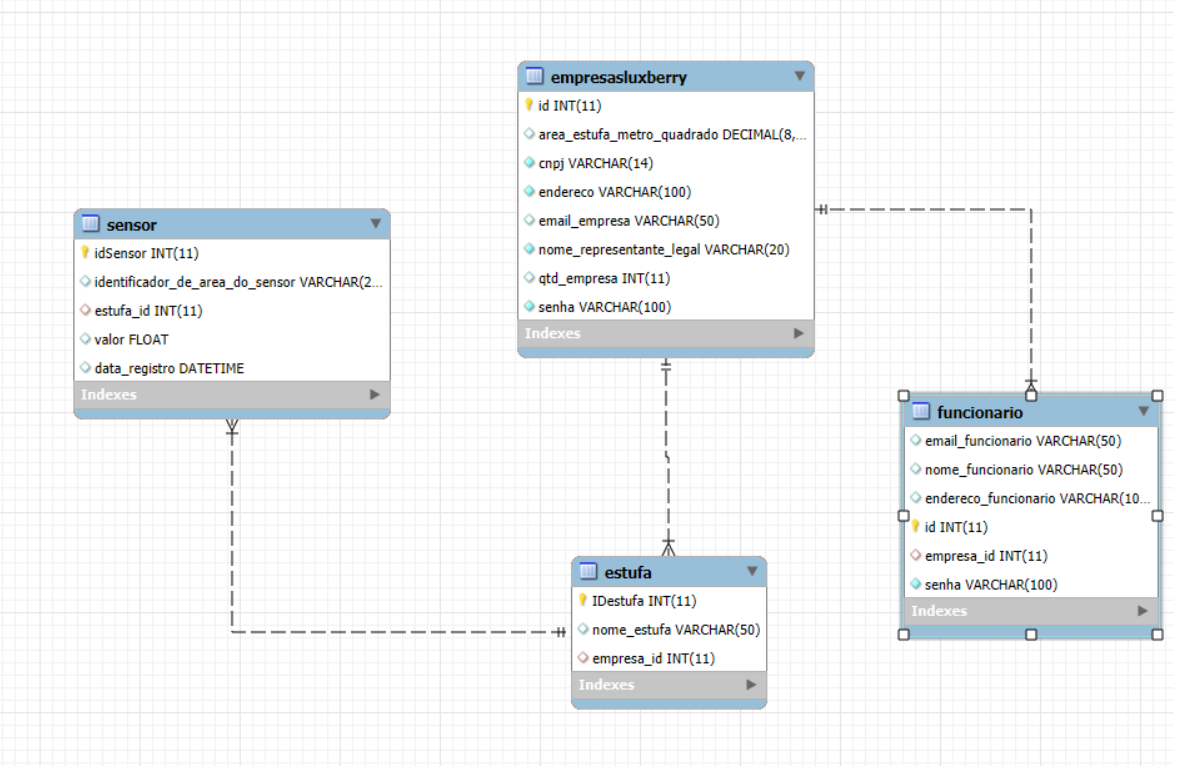 empresasluxberry
id INT(11)
area_estufa_metro_quadrado DECIMAL(8,...
cnpj VARCHAR(14)
endereco VARCHAR(100)
email_empresa VARCHAR(50)
nome_representante_legal VARCHAR(20)
qtd_empresa INT(11)
senha VARCHAR(100)
Indexes
sensor
idSensor INT(11)
identificador_de_area_do_sensor VARCHAR(2...
estufa_id INT(11)
valor FLOAT
data_registro DATETIME
Indexes
funcionario
email_funcionario VARCHAR(50)
nome_funcionario VARCHAR(50)
endereco_funcionario VARCHAR(10...
id INT(11)
empresa_id INT(11)
senha VARCHAR(100)
Indexes
estufa
IDestufa INT(11)
nome_estufa VARCHAR(50)
empresa_id INT(11)
Indexes